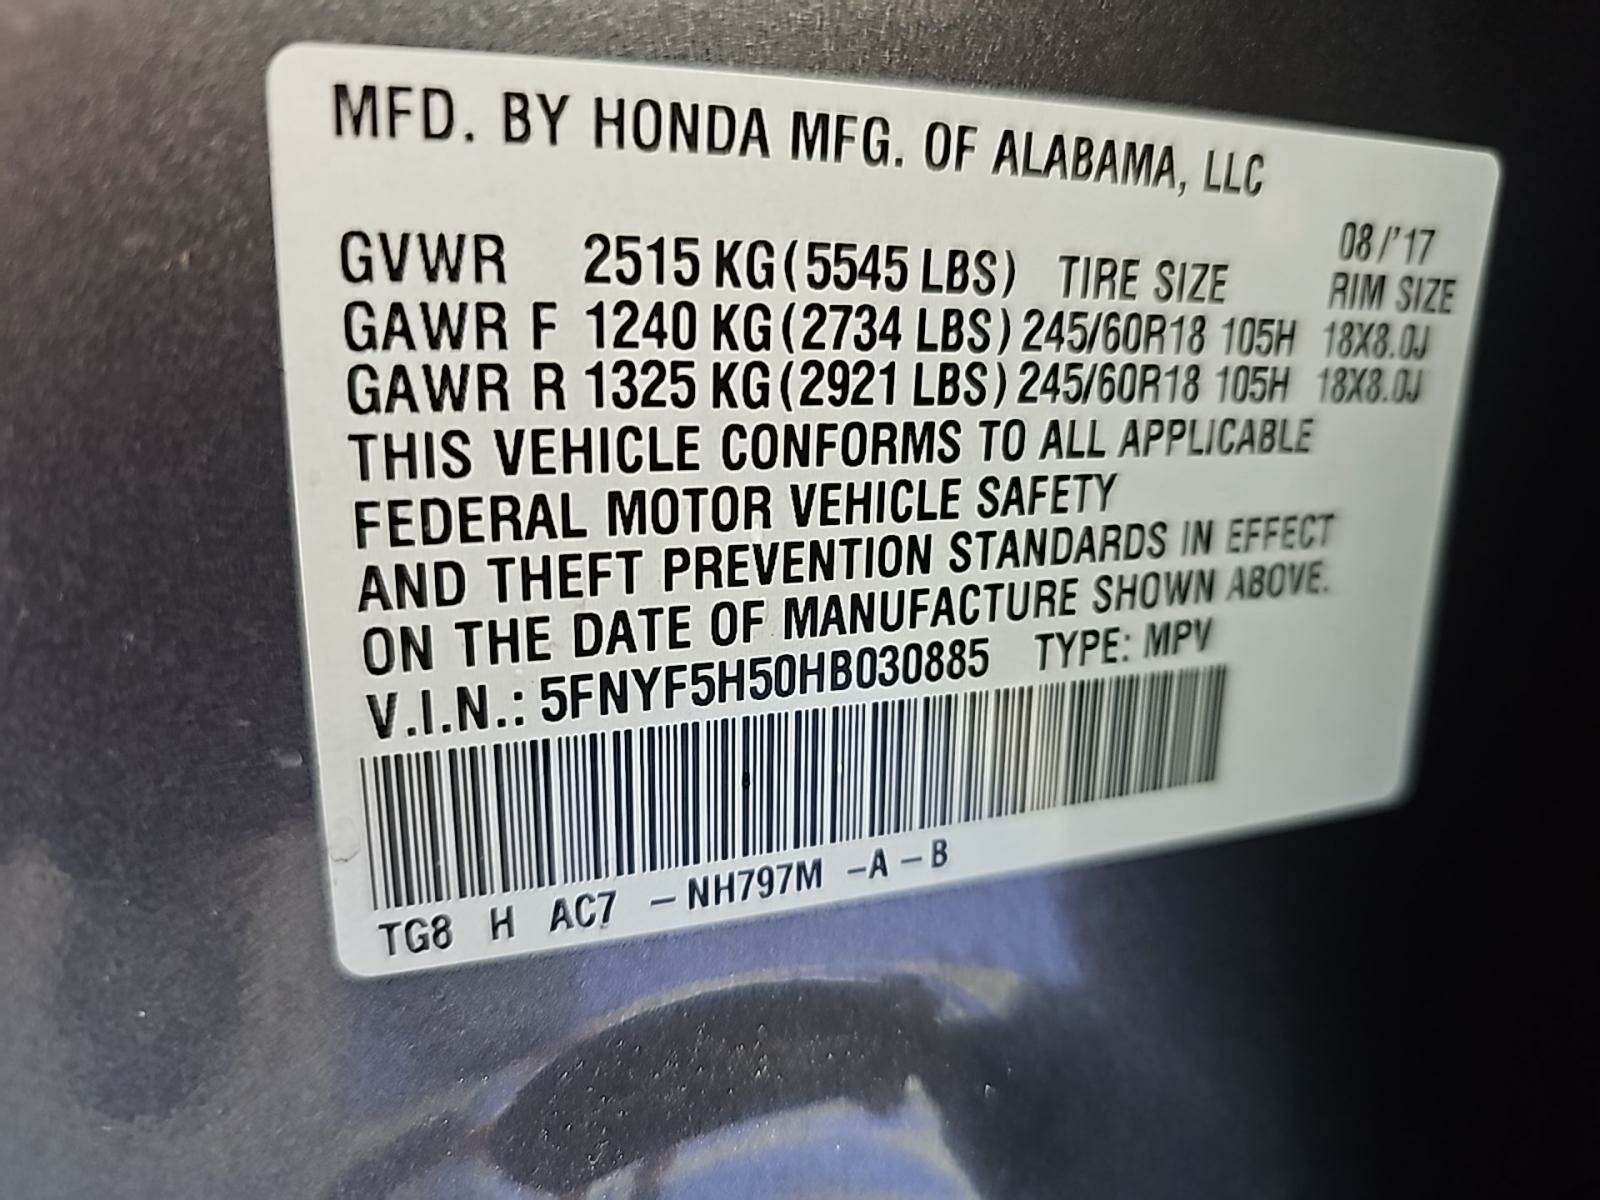 MFD. BY HONDA MFG. OF ALABAMA, LLC
08/'17
GVWR 2515 KG (5545 LBS) TIRE SIZE RIM SIZE
GAWR F 1240 KG (2734 LBS) 245/60R18 105H 18X8.0J
GAWR R 1325 KG (2921 LBS) 245/60R18 105H 18X8.0J
THIS VEHICLE CONFORMS TO ALL APPLICABLE
FEDERAL MOTOR VEHICLE SAFETY
AND THEFT PREVENTION STANDARDS IN EFFECT
ON THE DATE OF MANUFACTURE SHOWN ABOVE.
V.I.N.: 5FNYF5H50HB030885 TYPE: MPV
TG8 H AC7 -NH797M -A-B